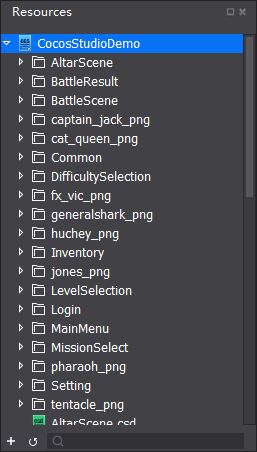 Resources
CocosStudioDemo
AltarScene
BattleResult
BattleScene
captain_jack_png
cat_queen_png
Common
DifficultySelection
fx_vic_png
generalshark_png
huchey_png
Inventory
jones_png
LevelSelection
Login
MainMenu
MissionSelect
pharaoh_png
Setting
tentacle_png
AltarScene.csd